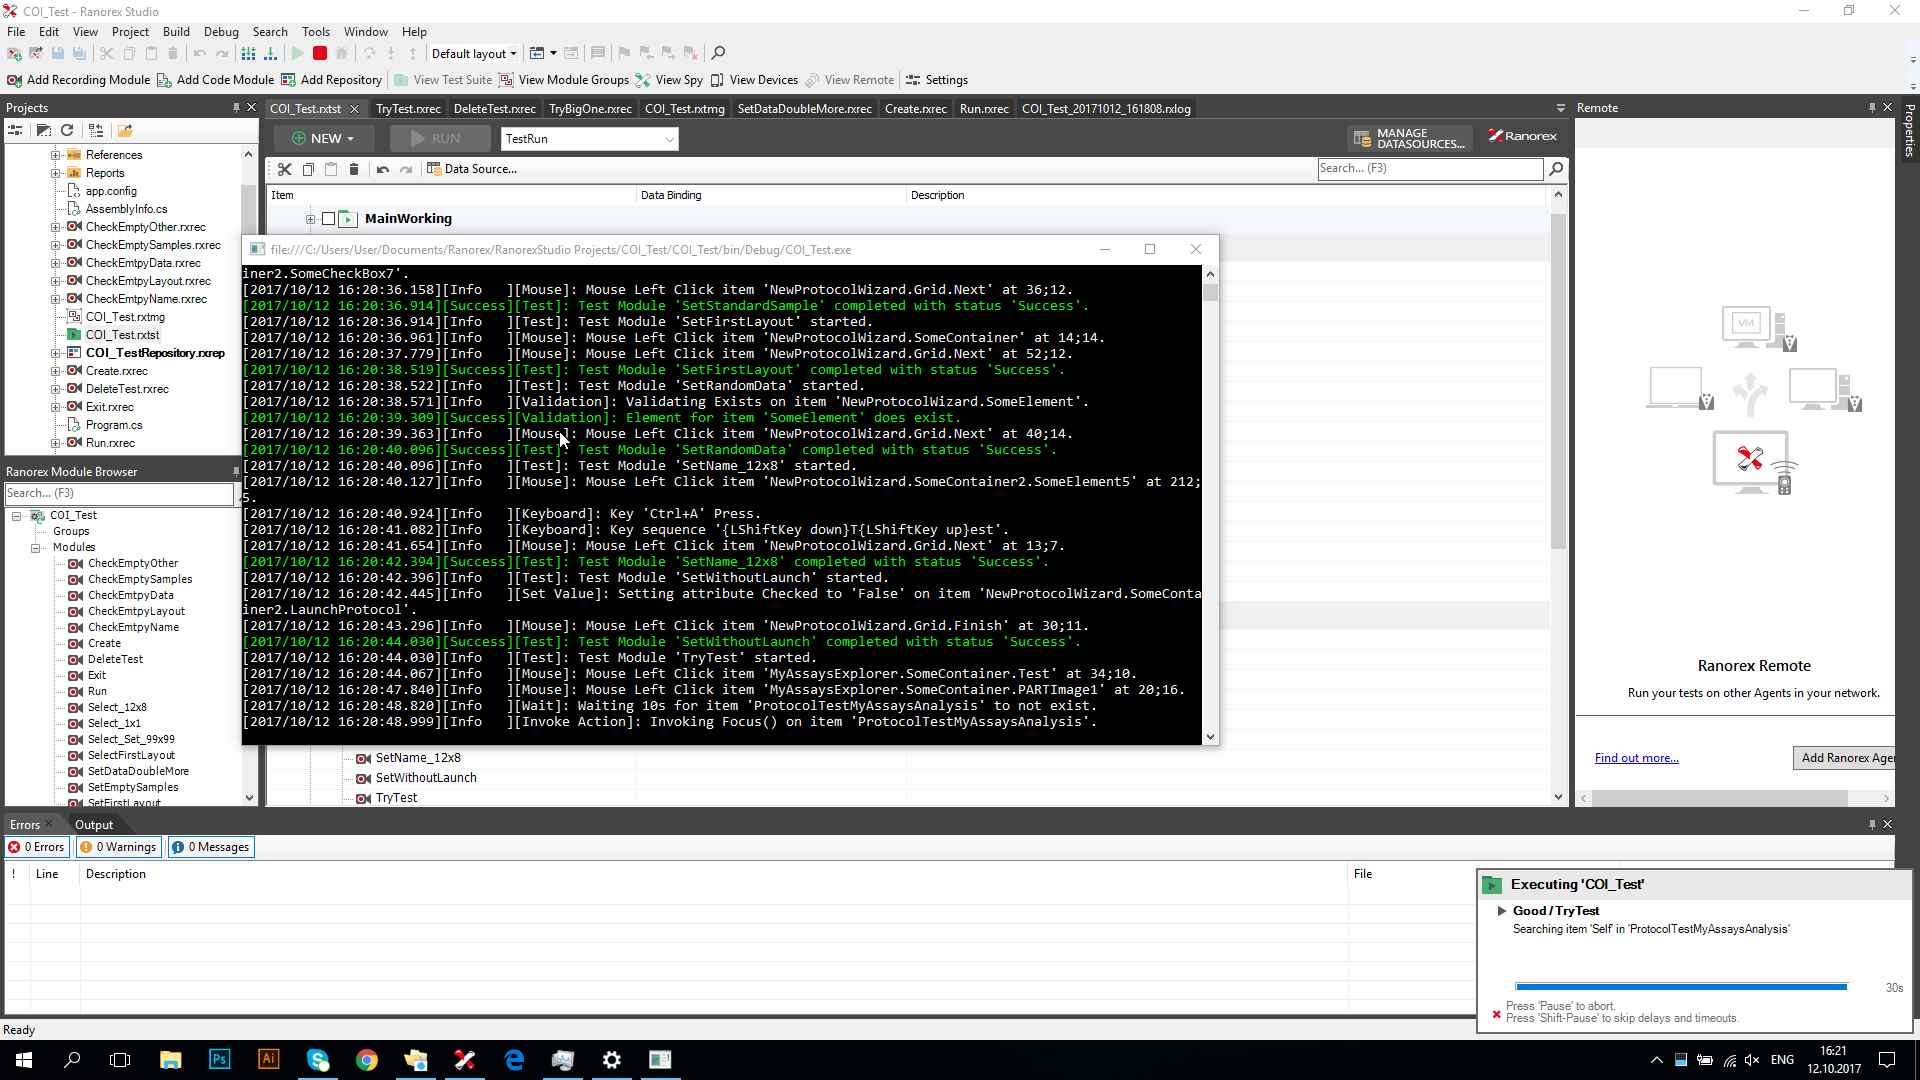 COI_Test - Ranorex Studio
File Edit View Project Build Debug Search Tools Window Help
Default layout
Add Recording Module Add Code Module Add Repository View Test Suite View Module Groups View Spy View Devices View Remote Settings
Projects
COI_Test.rxtst TryTest.rxrec DeleteTest.rxrec TryBigOne.rxrec COI_Test.rxtmg SetDataDoubleMore.rxrec Create.rxrec Run.rxrec COI_Test_20171012_161808.rxlog
Remote
Properties
NEW RUN TestRun
MANAGE
DATASOURCES...
Ranorex
Data Source...
Search... (F3)
Item Data Binding Description
MainWorking
References
Reports
app.config
AssemblyInfo.cs
CheckEmptyOther.rxrec
CheckEmptySamples.rxrec
CheckEmtpyData.rxrec
CheckEmtpyLayout.rxrec
CheckEmtpyName.rxrec
COI_Test.rxtmg
COI_Test.rxtst
COI_TestRepository.rxrep
Create.rxrec
DeleteTest.rxrec
Exit.rxrec
Program.cs
Run.rxrec
Ranorex Module Browser
Search... (F3)
COI_Test
Groups
Modules
CheckEmptyOther
CheckEmptySamples
CheckEmtpyData
CheckEmtpyLayout
CheckEmtpyName
Create
DeleteTest
Exit
Run
Select_12x8
Select_1x1
Select_Set_99x99
SelectFirstLayout
SetDataDoubleMore
SetEmptySamples
SetFirstLayout
file:///C:/Users/User/Documents/Ranorex/RanorexStudio Projects/COI_Test/COI_Test/bin/Debug/COI_Test.exe
iner2.SomeCheckBox7'.
[2017/10/12 16:20:36.158][Info   ][Mouse]: Mouse Left Click item 'NewProtocolWizard.Grid.Next' at 36;12.
[2017/10/12 16:20:36.914][Success][Test]: Test Module 'SetStandardSample' completed with status 'Success'.
[2017/10/12 16:20:36.914][Info   ][Test]: Test Module 'SetFirstLayout' started.
[2017/10/12 16:20:36.961][Info   ][Mouse]: Mouse Left Click item 'NewProtocolWizard.SomeContainer' at 14;14.
[2017/10/12 16:20:37.779][Info   ][Mouse]: Mouse Left Click item 'NewProtocolWizard.Grid.Next' at 52;12.
[2017/10/12 16:20:38.519][Success][Test]: Test Module 'SetFirstLayout' completed with status 'Success'.
[2017/10/12 16:20:38.522][Info   ][Test]: Test Module 'SetRandomData' started.
[2017/10/12 16:20:38.571][Info   ][Validation]: Validating Exists on item 'NewProtocolWizard.SomeElement'.
[2017/10/12 16:20:39.309][Success][Validation]: Element for item 'SomeElement' does exist.
[2017/10/12 16:20:39.363][Info   ][Mouse]: Mouse Left Click item 'NewProtocolWizard.Grid.Next' at 40;14.
[2017/10/12 16:20:40.096][Success][Test]: Test Module 'SetRandomData' completed with status 'Success'.
[2017/10/12 16:20:40.096][Info   ][Test]: Test Module 'SetName_12x8' started.
[2017/10/12 16:20:40.127][Info   ][Mouse]: Mouse Left Click item 'NewProtocolWizard.SomeContainer2.SomeElement5' at 212;
5.
[2017/10/12 16:20:40.924][Info   ][Keyboard]: Key 'Ctrl+A' Press.
[2017/10/12 16:20:41.082][Info   ][Keyboard]: Key sequence '{LShiftKey down}T{LShiftKey up}est'.
[2017/10/12 16:20:41.654][Info   ][Mouse]: Mouse Left Click item 'NewProtocolWizard.Grid.Next' at 13;7.
[2017/10/12 16:20:42.394][Success][Test]: Test Module 'SetName_12x8' completed with status 'Success'.
[2017/10/12 16:20:42.396][Info   ][Test]: Test Module 'SetWithoutLaunch' started.
[2017/10/12 16:20:42.445][Info   ][Set Value]: Setting attribute Checked to 'False' on item 'NewProtocolWizard.SomeConta
iner2.LaunchProtocol'.
[2017/10/12 16:20:43.296][Info   ][Mouse]: Mouse Left Click item 'NewProtocolWizard.Grid.Finish' at 30;11.
[2017/10/12 16:20:44.030][Success][Test]: Test Module 'SetWithoutLaunch' completed with status 'Success'.
[2017/10/12 16:20:44.030][Info   ][Test]: Test Module 'TryTest' started.
[2017/10/12 16:20:44.067][Info   ][Mouse]: Mouse Left Click item 'MyAssaysExplorer.SomeContainer.Test' at 34;10.
[2017/10/12 16:20:47.840][Info   ][Mouse]: Mouse Left Click item 'MyAssaysExplorer.SomeContainer.PARTImage1' at 20;16.
[2017/10/12 16:20:48.820][Info   ][Wait]: Waiting 10s for item 'ProtocolTestMyAssaysAnalysis' to not exist.
[2017/10/12 16:20:48.999][Info   ][Invoke Action]: Invoking Focus() on item 'ProtocolTestMyAssaysAnalysis'.
SetName_12x8
SetWithoutLaunch
TryTest
VM
Ranorex Remote
Run your tests on other Agents in your network.
Find out more...
Add Ranorex Ager
Errors Output
0 Errors 0 Warnings 0 Messages
! Line Description File
Executing 'COI_Test'
Good / TryTest
Searching item 'Self' in 'ProtocolTestMyAssaysAnalysis'
30s
Press 'Pause' to abort.
Press 'Shift-Pause' to skip delays and timeouts.
Ready
Ps Ai
ENG
16:21
12.10.2017